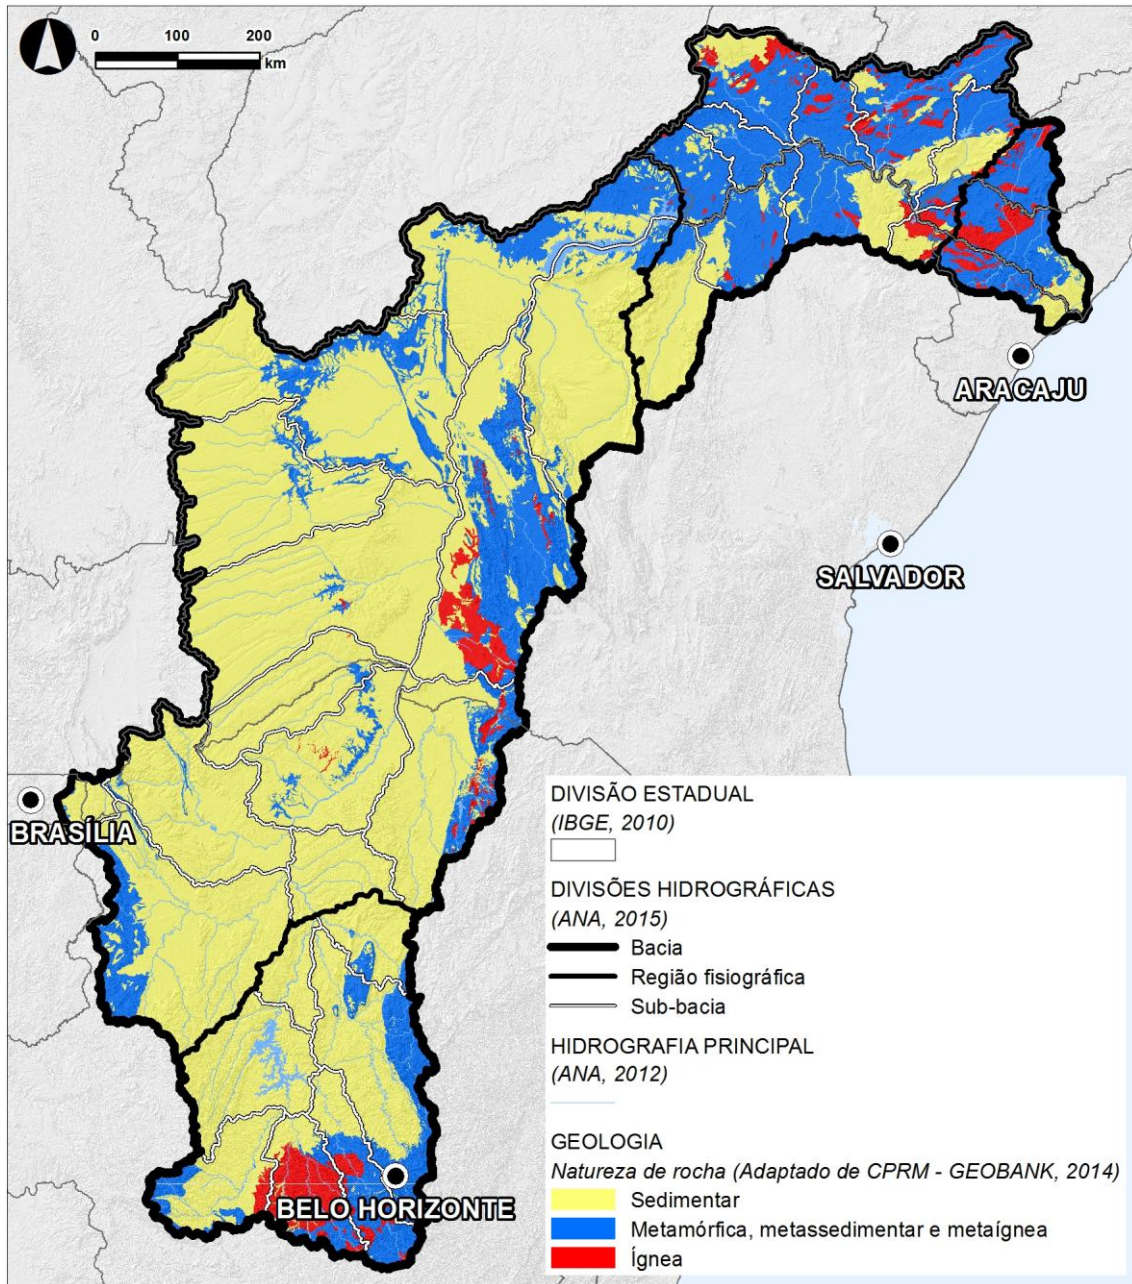 0 100 200
km
ARACAJU
SALVADOR
BRASÍLIA
DIVISÃO ESTADUAL
(IBGE, 2010)
DIVISÕES HIDROGRÁFICAS
(ANA, 2015)
Bacia
Região fisiográfica
Sub-bacia
HIDROGRAFIA PRINCIPAL
(ANA, 2012)
GEOLOGIA
Natureza de rocha (Adaptado de CPRM - GEOBANK, 2014)
Sedimentar
Metamórfica, metassedimentar e metaígnea
Ígnea
BELO HORIZONTE